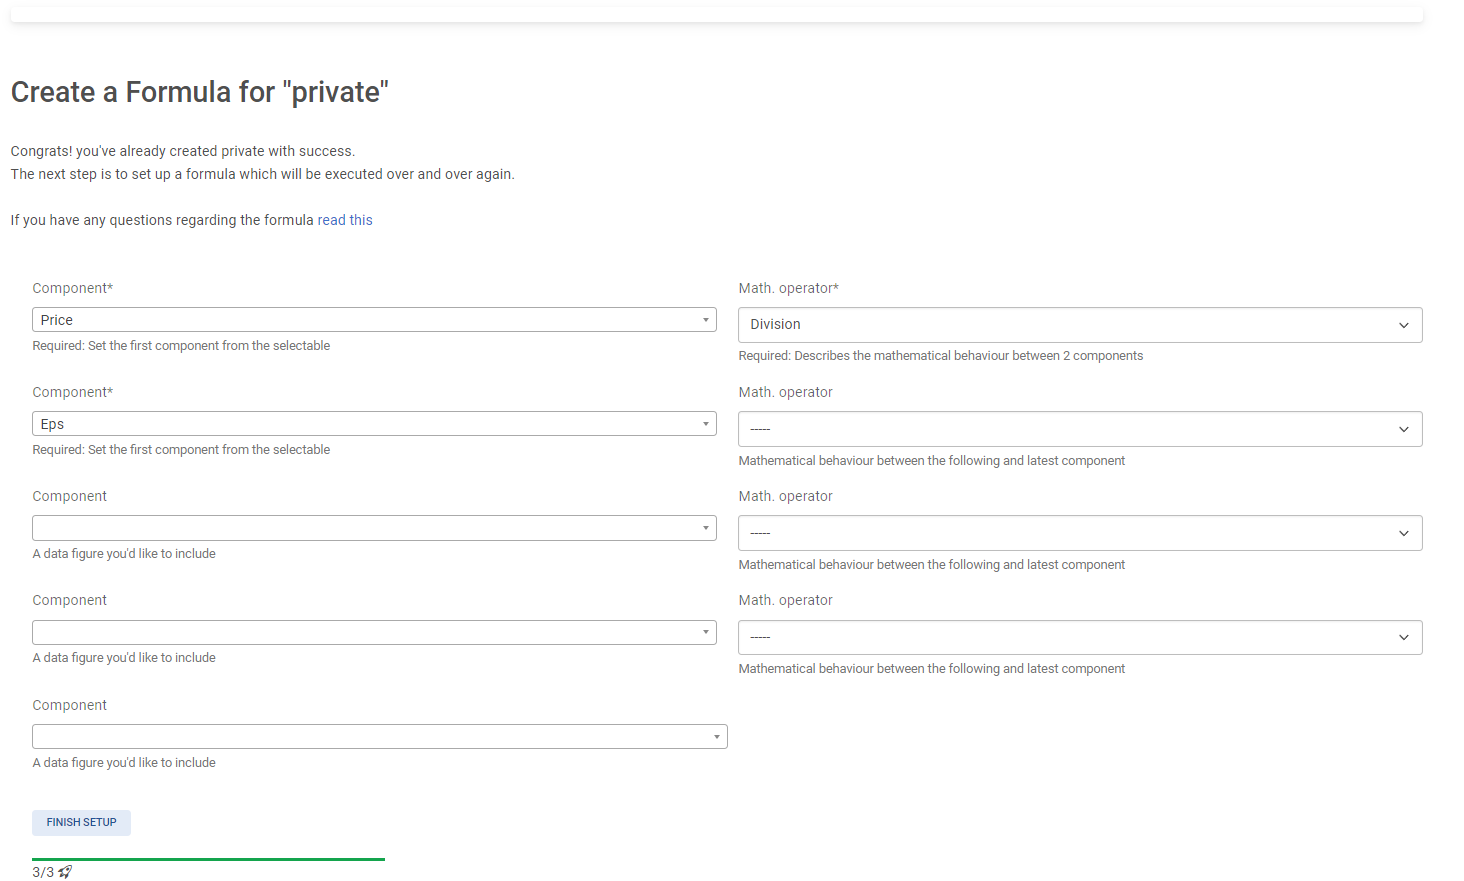 Create a Formula for "private"
Congrats! you've already created private with success.
The next step is to set up a formula which will be executed over and over again.
If you have any questions regarding the formula read this
Component*
Math. operator*
Price
Division
Required: Set the first component from the selectable
Required: Describes the mathematical behaviour between 2 components
Component*
Math. operator
Eps
-----
Required: Set the first component from the selectable
Mathematical behaviour between the following and latest component
Component
Math. operator
-----
A data figure you'd like to include
Mathematical behaviour between the following and latest component
Component
Math. operator
-----
A data figure you'd like to include
Mathematical behaviour between the following and latest component
Component
A data figure you'd like to include
FINISH SETUP
3/3